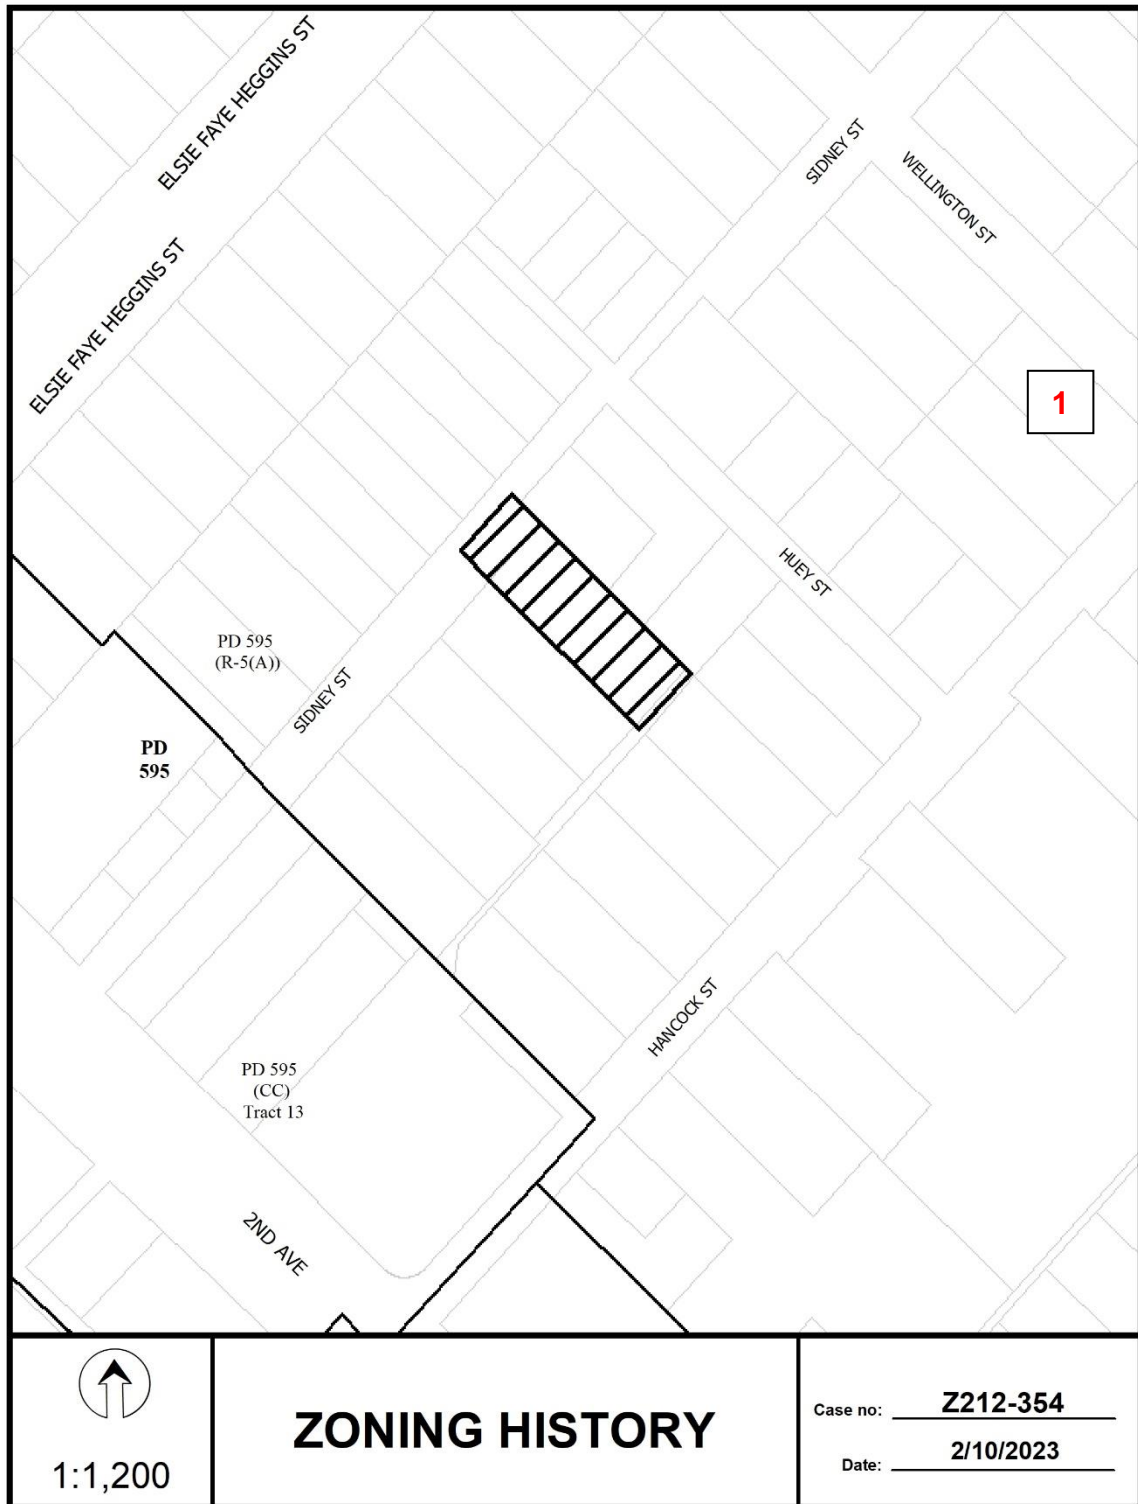 ELSIE FAYE HEGGINS ST
SIDNEY ST
WELLINGTON ST
ELSIE FAYE HEGGINS ST
1
HUEY ST
PD 595
(R-5(A))
SIDNEY ST
PD
595
HANCOCK ST
PD 595
(CC)
Tract 13
2ND AVE
1:1,200
ZONING HISTORY
Case no: Z212-354
Date: 2/10/2023